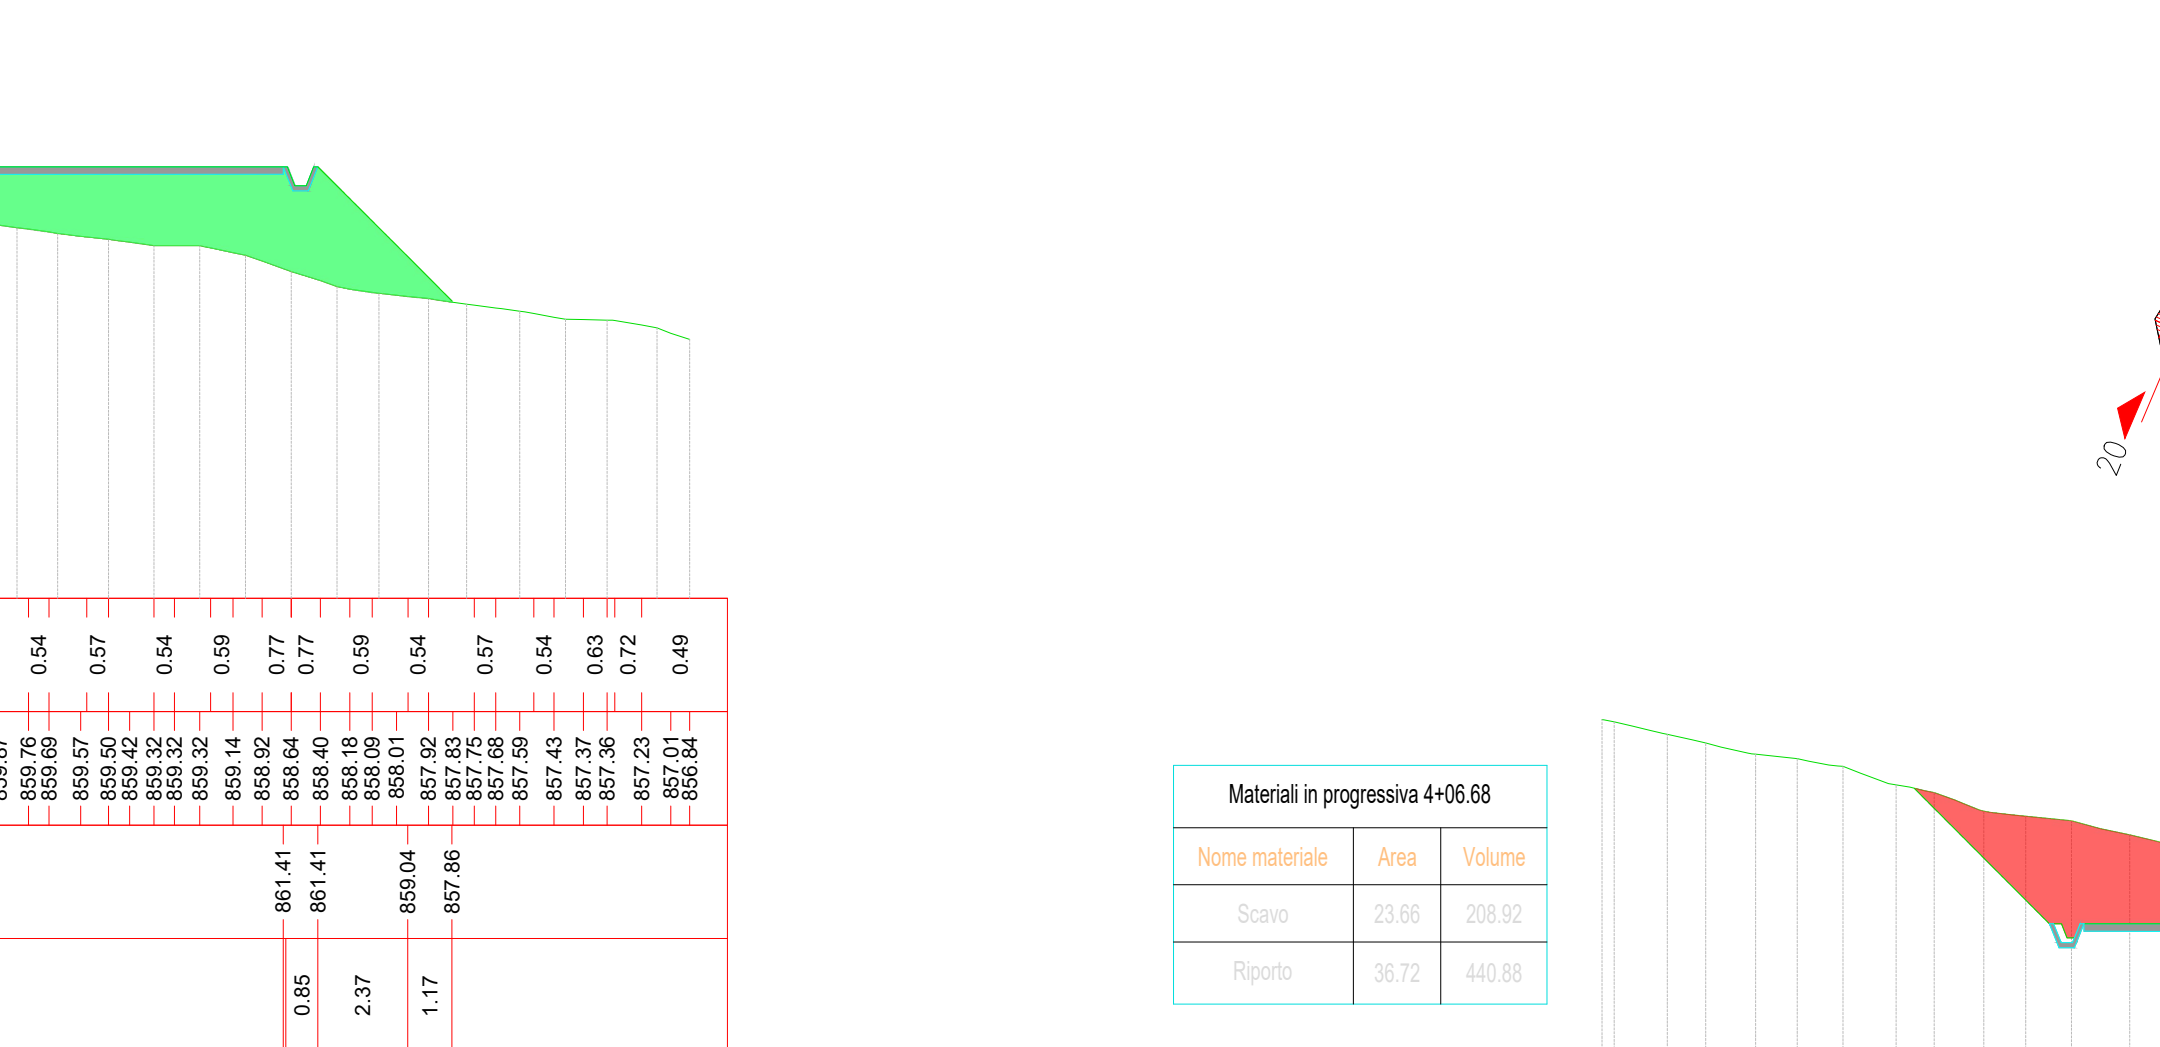 20
0.54 0.57 0.54 0.59 0.77 0.77 0.59 0.54 0.57 0.54 0.63 0.72 0.49
859.76 859.69 859.57 859.50 859.42 859.32 859.32 859.32 859.14 858.92 858.64 858.40 858.18 858.09 858.01 857.92 857.83 857.75 857.68 857.59 857.43 857.37 857.36 857.23 857.01 856.84
861.41 861.41 859.04 857.86
0.85 2.37 1.17
Materiali in progressiva 4+06.68
Nome materiale Area Volume
Scavo 23.66 208.92
Riporto 36.72 440.88